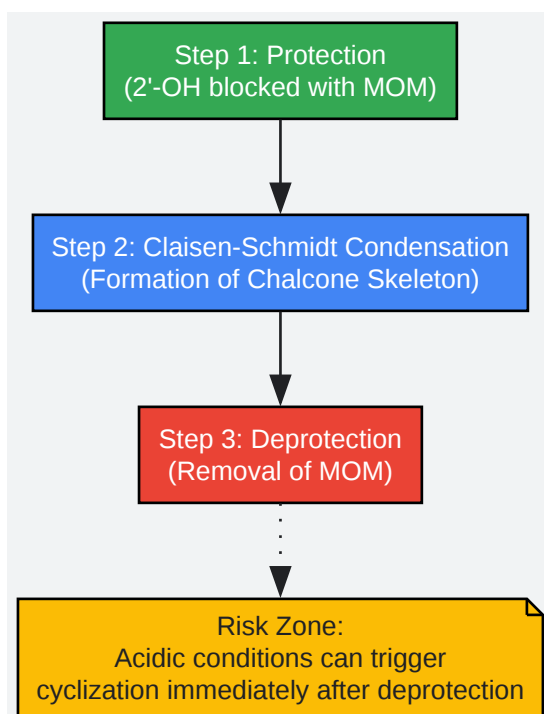 Step 1: Protection
(2'-OH blocked with MOM)
Step 2: Claisen-Schmidt Condensation
(Formation of Chalcone Skeleton)
Step 3: Deprotection
(Removal of MOM)
Risk Zone:
Acidic conditions can trigger
cyclization immediately after deprotection